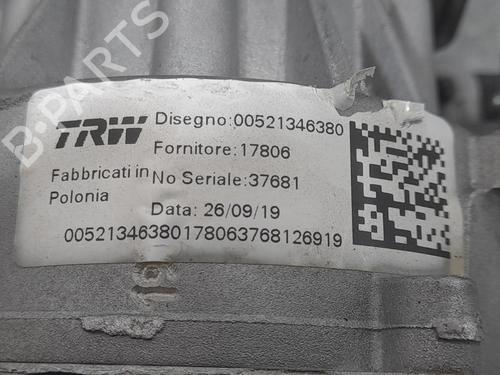 B-PARTS
TRW
Disegno:00521346380
Fornitore:17806
Fabbricati in Polonia
No Seriale:37681
Data: 26/09/19
00521346380178063768126919